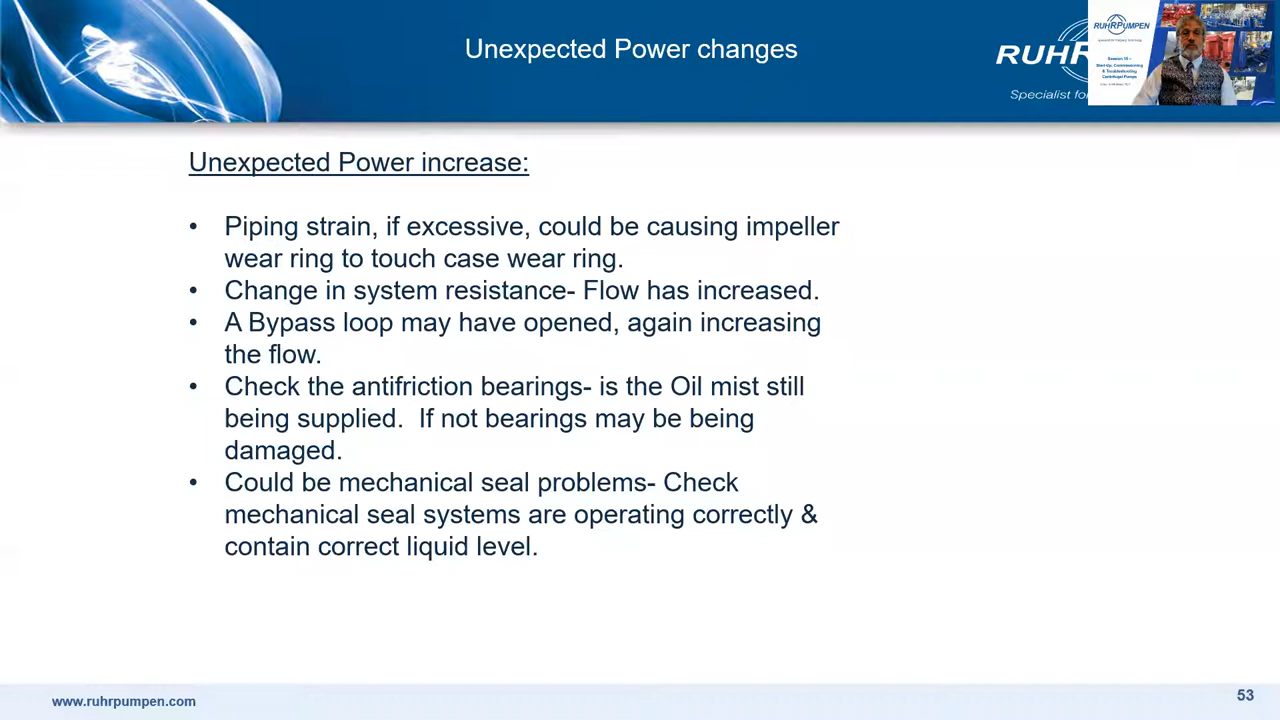 Unexpected Power changes
RUHR
Specialist for
RUHRPUMPEN
Unexpected Power increase:
• Piping strain, if excessive, could be causing impeller
wear ring to touch case wear ring.
• Change in system resistance- Flow has increased.
• A Bypass loop may have opened, again increasing
the flow.
• Check the antifriction bearings- is the Oil mist still
being supplied.  If not bearings may be being
damaged.
• Could be mechanical seal problems- Check
mechanical seal systems are operating correctly &
contain correct liquid level.
www.ruhrpumpen.com
53